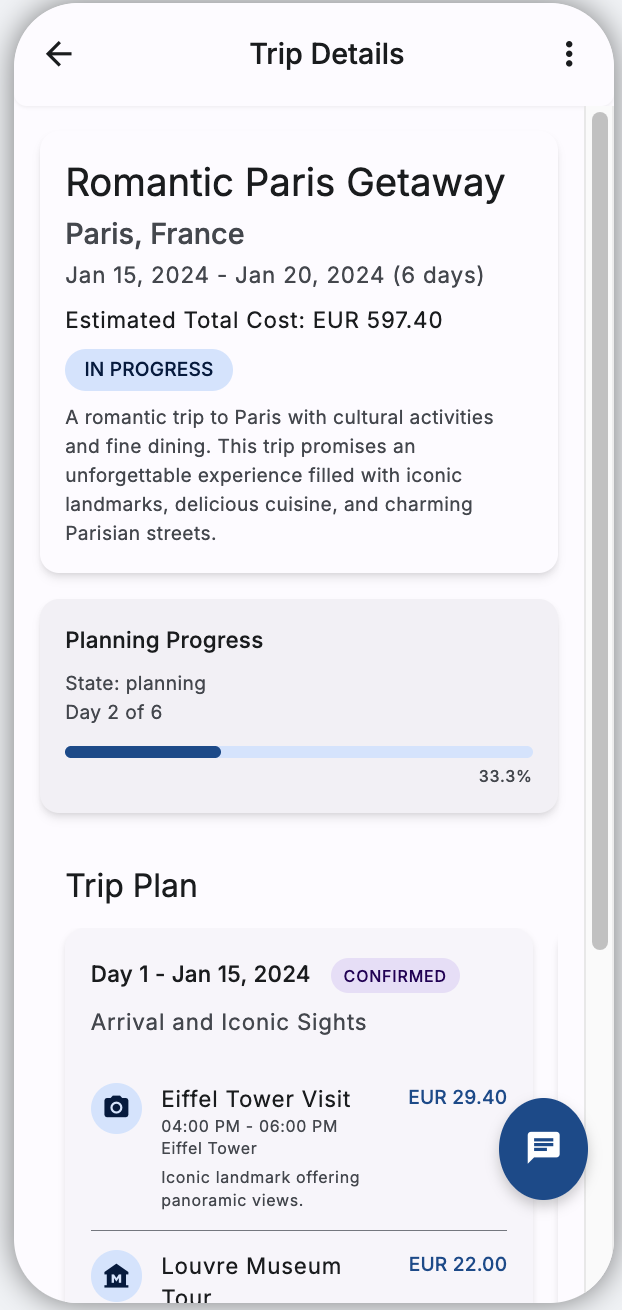 Trip Details
Romantic Paris Getaway
Paris, France
Jan 15, 2024 - Jan 20, 2024 (6 days)
Estimated Total Cost: EUR 597.40
IN PROGRESS
A romantic trip to Paris with cultural activities
and fine dining. This trip promises an
unforgettable experience filled with iconic
landmarks, delicious cuisine, and charming
Parisian streets.
Planning Progress
State: planning
Day 2 of 6
33.3%
Trip Plan
Day 1 - Jan 15, 2024 CONFIRMED
Arrival and Iconic Sights
Eiffel Tower Visit EUR 29.40
04:00 PM - 06:00 PM
Eiffel Tower
Iconic landmark offering
panoramic views.
Louvre Museum EUR 22.00
Tour